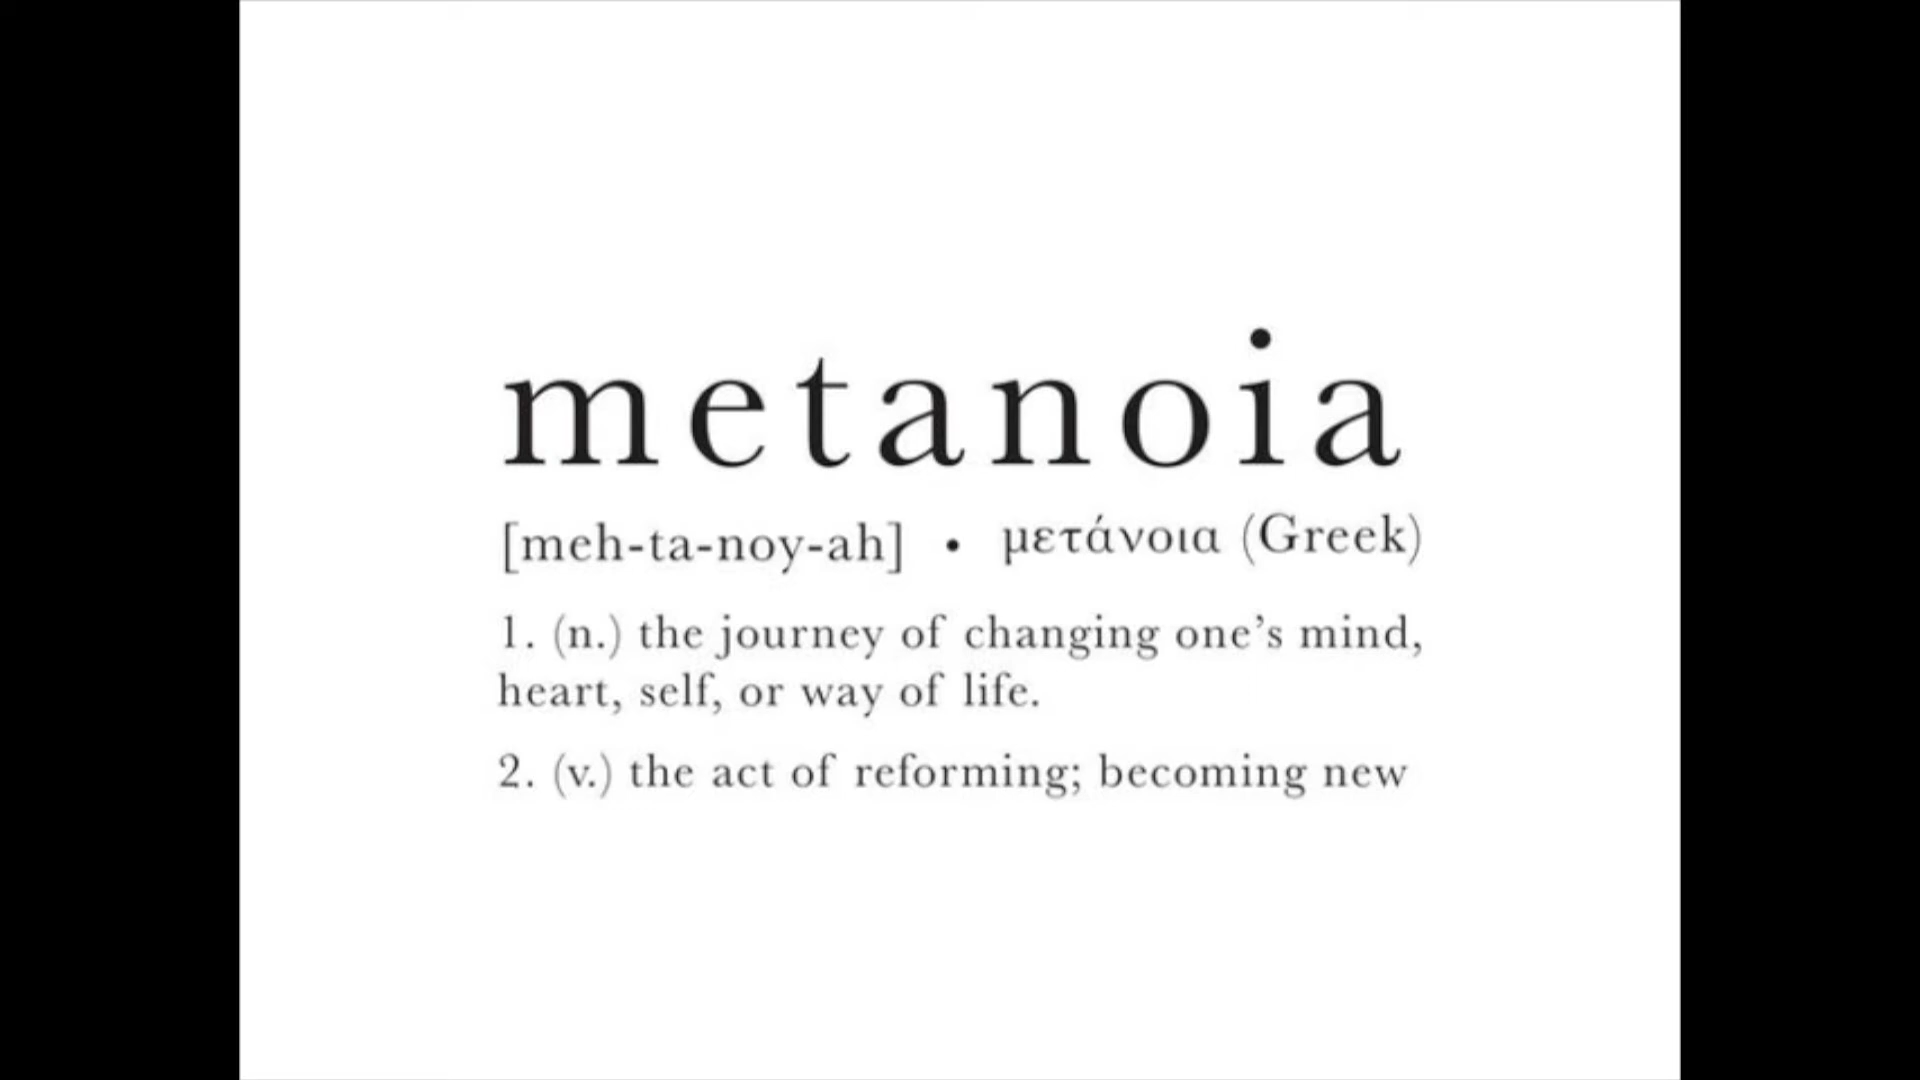 metanoia
[meh-ta-noy-ah] • μετάνοια (Greek)
1. (n.) the journey of changing one’s mind,
heart, self, or way of life.
2. (v.) the act of reforming; becoming new